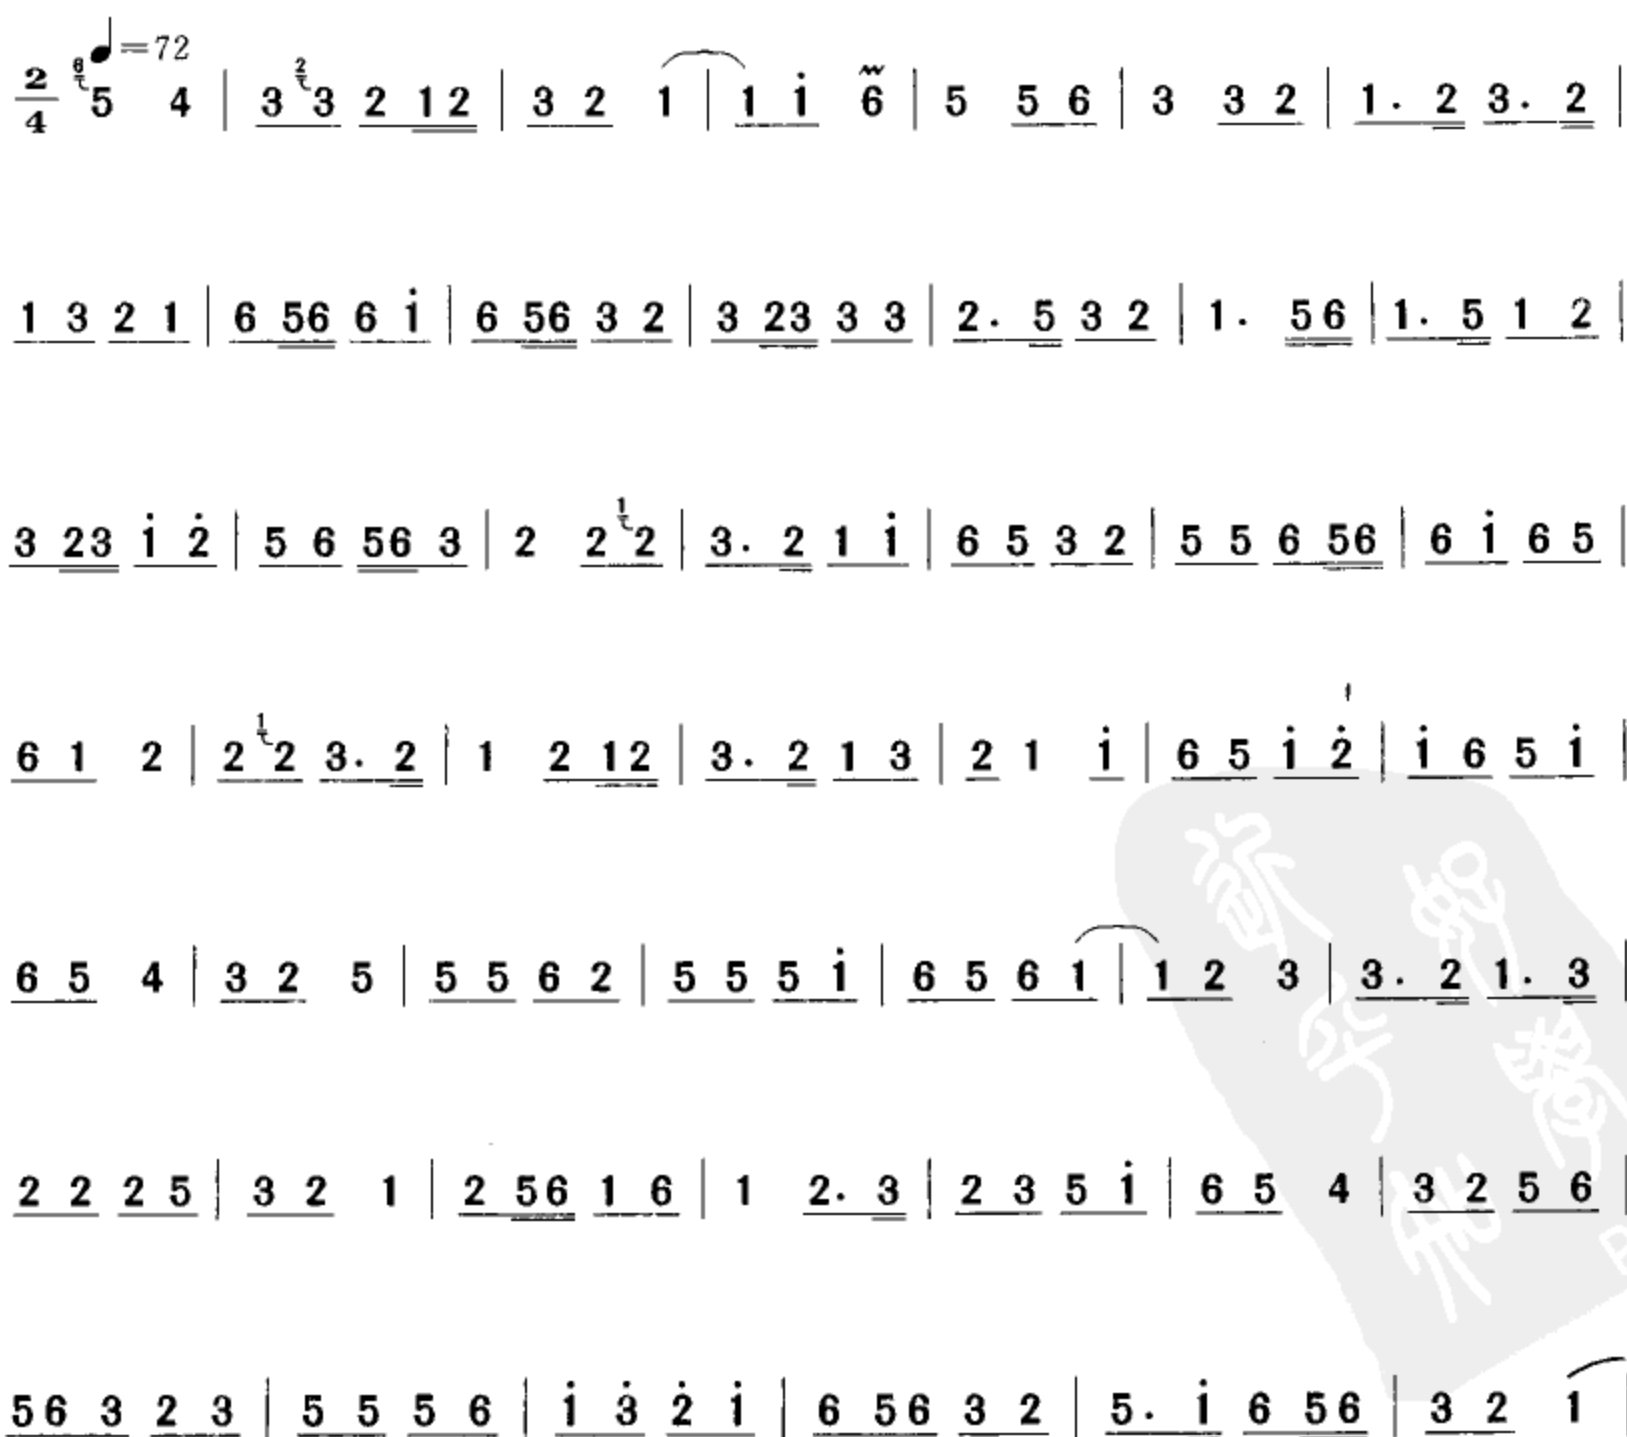 2/4 ♩=72 ⁶5 4 | 3 ²3 2 12 | 3 2 1 | 1 i̇ 6 | 5 5 6 | 3 3 2 | 1. 2 3. 2 |
1 3 2 1 | 6 56 6 i̇ | 6 56 3 2 | 3 23 3 3 | 2. 5 3 2 | 1. 56 | 1. 5 1 2 |
3 23 i̇ 2̇ | 5 6 56 3 | 2 2 ¹2 | 3. 2 1 i̇ | 6 5 3 2 | 5 5 6 56 | 6 i̇ 6 5 |
6 1 2 | 2 ¹2 3. 2 | 1 2 12 | 3. 2 1 3 | 2 1 i̇ | 6 5 i̇ 2̇ | i̇ 6 5 i̇ |
6 5 4 | 3 2 5 | 5 5 6 2 | 5 5 5 i̇ | 6 5 6 1 | 1 2 3 | 3. 2 1. 3 |
2 2 2 5 | 3 2 1 | 2 56 1 6 | 1 2. 3 | 2 3 5 i̇ | 6 5 4 | 3 2 5 6 |
56 3 2 3 | 5 5 5 6 | i̇ 3̇ 2̇ i̇ | 6 56 3 2 | 5. i̇ 6 56 | 3 2 1